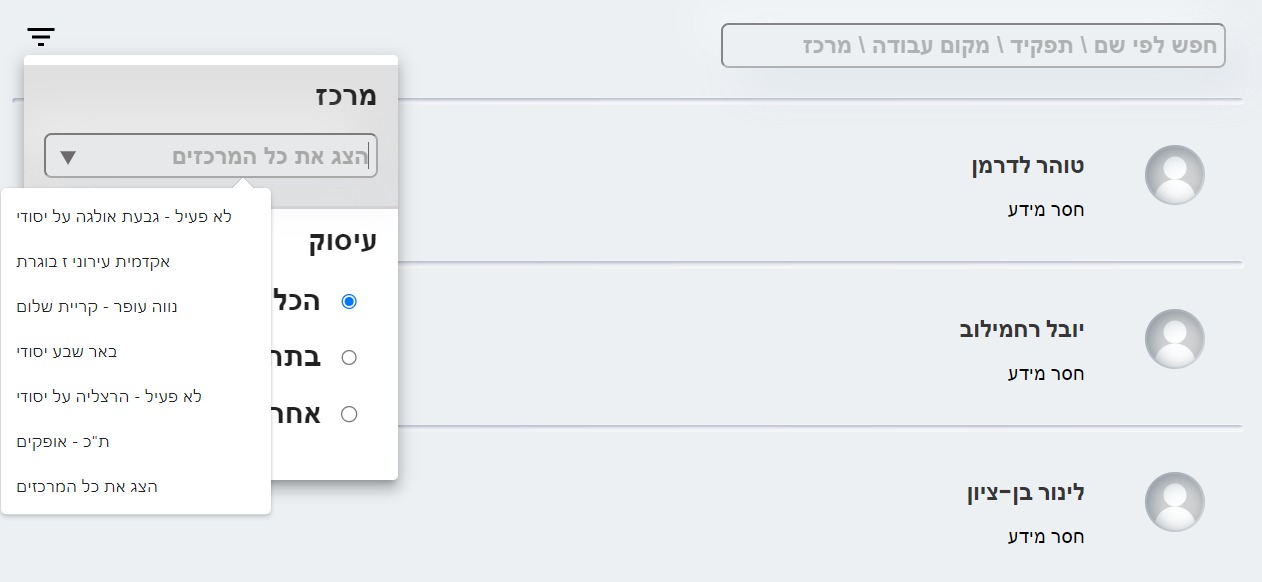 חפש לפי שם \ תפקיד \ מקום עבודה \ מרכז
טוהר לדרמן
חסר מידע
יובל רחמילוב
חסר מידע
לינור בן-ציון
חסר מידע
מרכז
הצג את כל המרכזים
עיסוק
הכל
בתר
אחר
לא פעיל - גבעת אולגה על יסודי
אקדמית עירוני ז בוגרת
נווה עופר - קריית שלום
באר שבע יסודי
לא פעיל - הרצליה על יסודי
ת"כ - אופקים
הצג את כל המרכזים